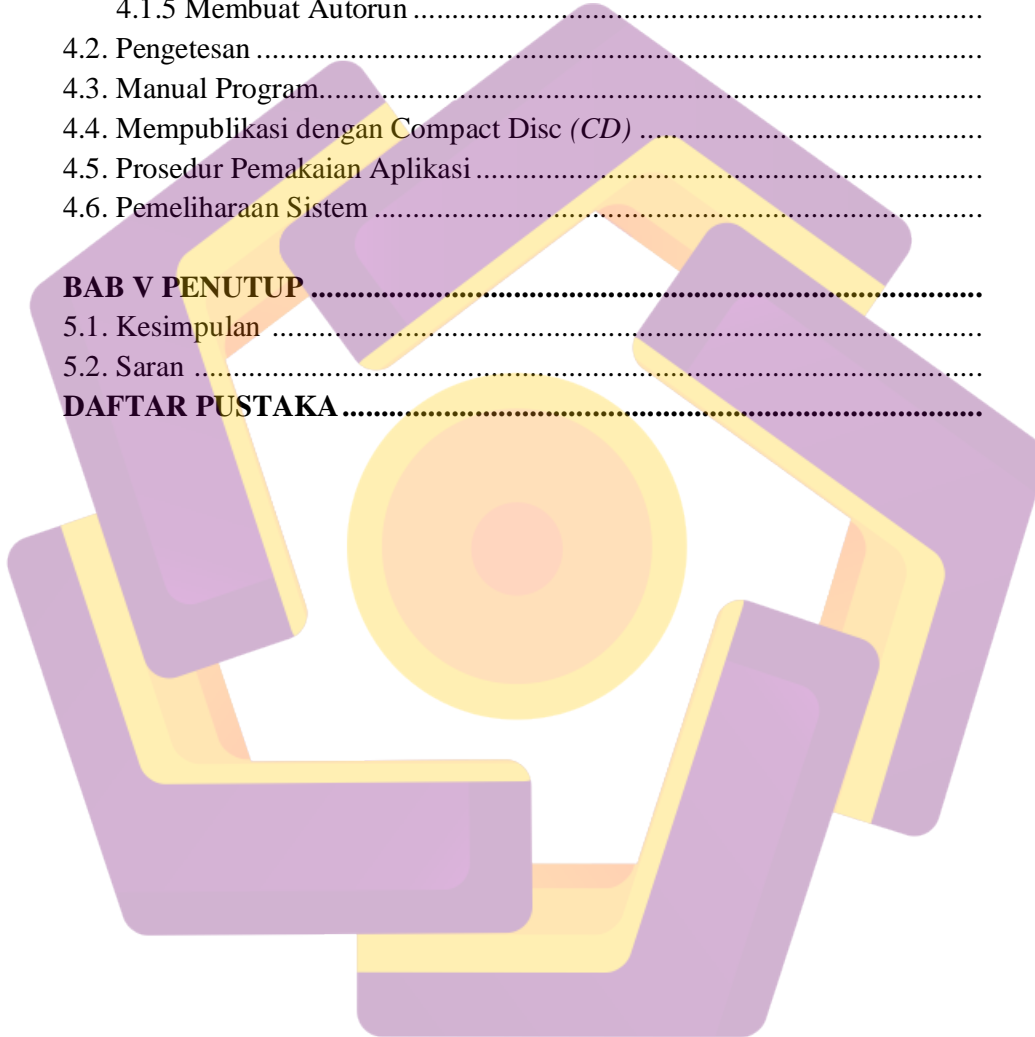 4.1.5 Membuat Autorun ........................................................................
4.2. Pengetesan ............................................................................................
4.3. Manual Program....................................................................................
4.4. Mempublikasi dengan Compact Disc (CD) ...........................................
4.5. Prosedur Pemakaian Aplikasi ................................................................
4.6. Pemeliharaan Sistem .............................................................................
BAB V PENUTUP .....................................................................................
5.1. Kesimpulan ..........................................................................................
5.2. Saran ....................................................................................................
DAFTAR PUSTAKA .................................................................................